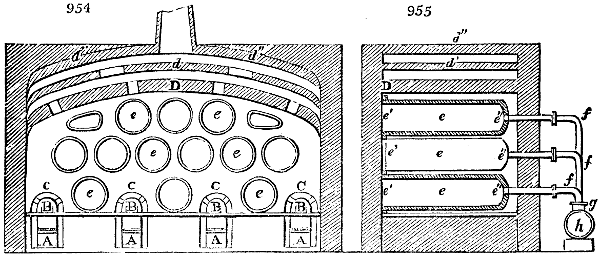 954
955
d' d d''
D
e e
e e
C C C C
e e
B B B B
A A A A
d''
d'
D
e' e e'' f
e' e e'' f
e' e e'' f
g
h